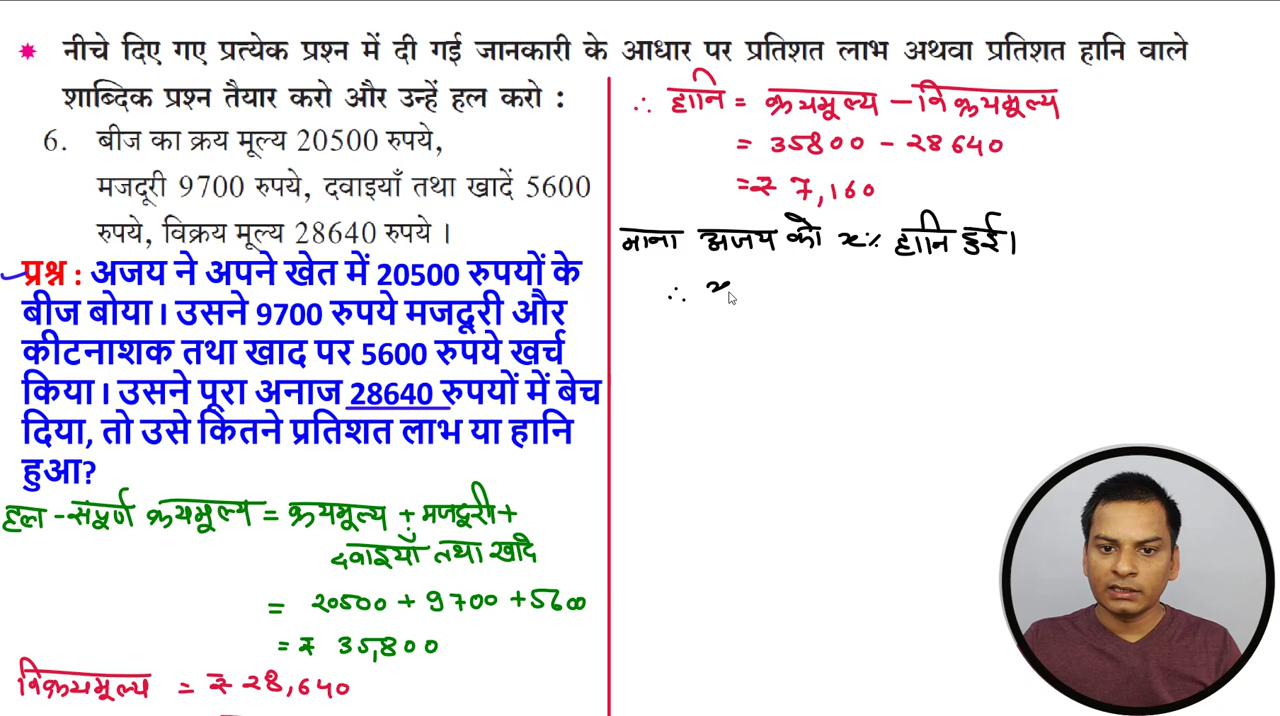 * नीचे दिए गए प्रत्येक प्रश्न में दी गई जानकारी के आधार पर प्रतिशत लाभ अथवा प्रतिशत हानि वाले
शाब्दिक प्रश्न तैयार करो और उन्हें हल करो :
6. बीज का क्रय मूल्य 20500 रुपये,
मजदूरी 9700 रुपये, दवाइयाँ तथा खादें 5600
रुपये, विक्रय मूल्य 28640 रुपये ।
प्रश्न : अजय ने अपने खेत में 20500 रुपयों के
बीज बोया। उसने 9700 रुपये मजदूरी और
कीटनाशक तथा खाद पर 5600 रुपये खर्च
किया। उसने पूरा अनाज 28640 रुपयों में बेच
दिया, तो उसे कितने प्रतिशत लाभ या हानि
हुआ?
हल - संपूर्ण क्रयमूल्य = क्रयमूल्य + मजदूरी +
दवाइयाँ तथा खादें
= 20500 + 9700 + 5600
= ₹ 35,800
विक्रयमूल्य = ₹ 28,640
∴ हानि = क्रयमूल्य - विक्रयमूल्य
= 35800 - 28640
= ₹ 7,160
माना अजय को x% हानि हुई।
∴ x